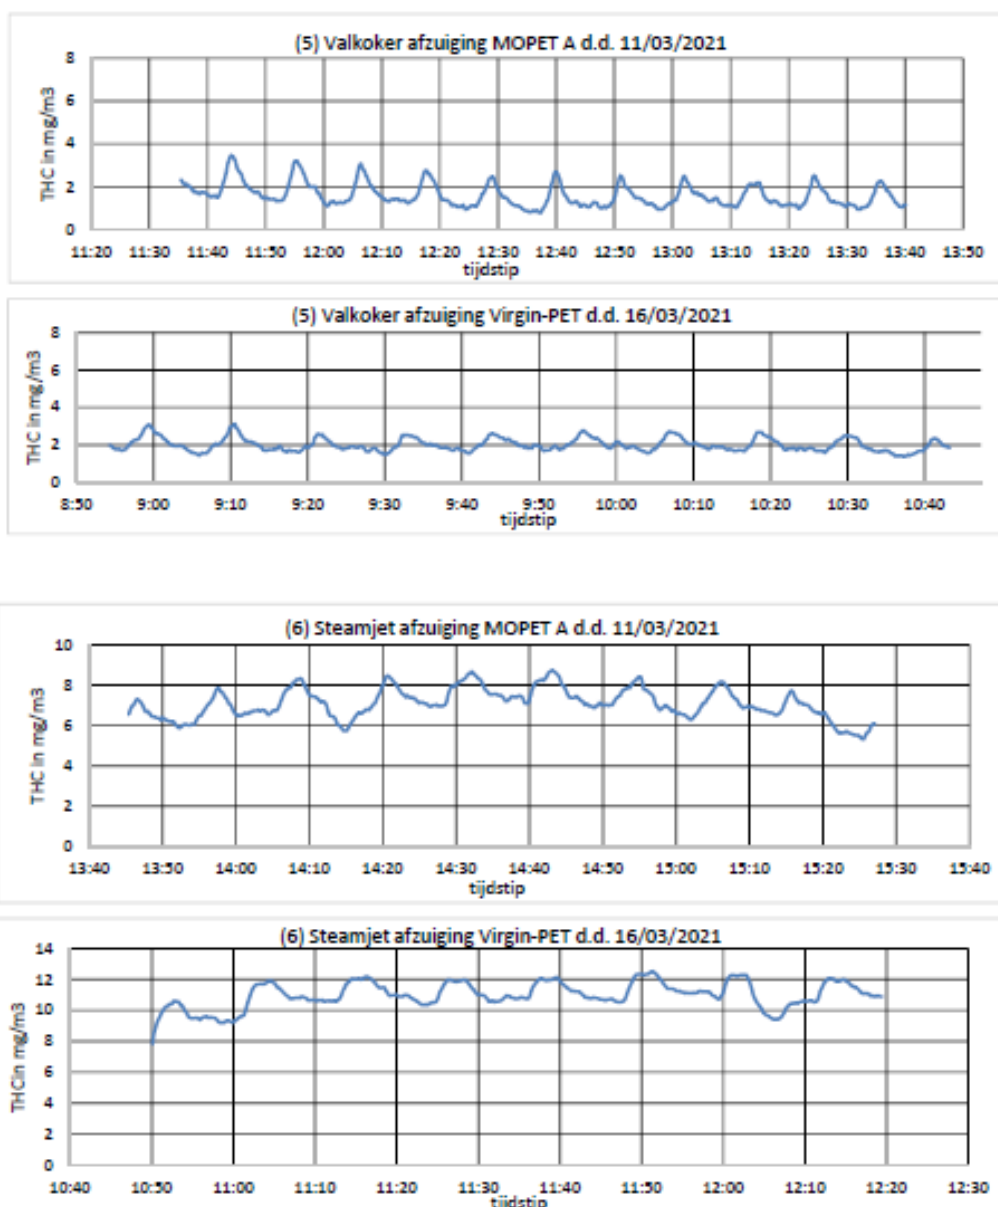 (5) Valkoker afzuiging MOPET A d.d. 11/03/2021
8
6
4
2
0
THC in mg/m3
11:20 11:30 11:40 11:50 12:00 12:10 12:20 12:30 12:40 12:50 13:00 13:10 13:20 13:30 13:40 13:50
tijdstip
(5) Valkoker afzuiging Virgin-PET d.d. 16/03/2021
8
6
4
2
0
THC in mg/m3
8:50 9:00 9:10 9:20 9:30 9:40 9:50 10:00 10:10 10:20 10:30 10:40
tijdstip
(6) Steamjet afzuiging MOPET A d.d. 11/03/2021
10
8
6
4
2
0
THC in mg/m3
13:40 13:50 14:00 14:10 14:20 14:30 14:40 14:50 15:00 15:10 15:20 15:30 15:40
tijdstip
(6) Steamjet afzuiging Virgin-PET d.d. 16/03/2021
14
12
10
8
6
4
2
0
THCin mg/m3
10:40 10:50 11:00 11:10 11:20 11:30 11:40 11:50 12:00 12:10 12:20 12:30
tijdstip